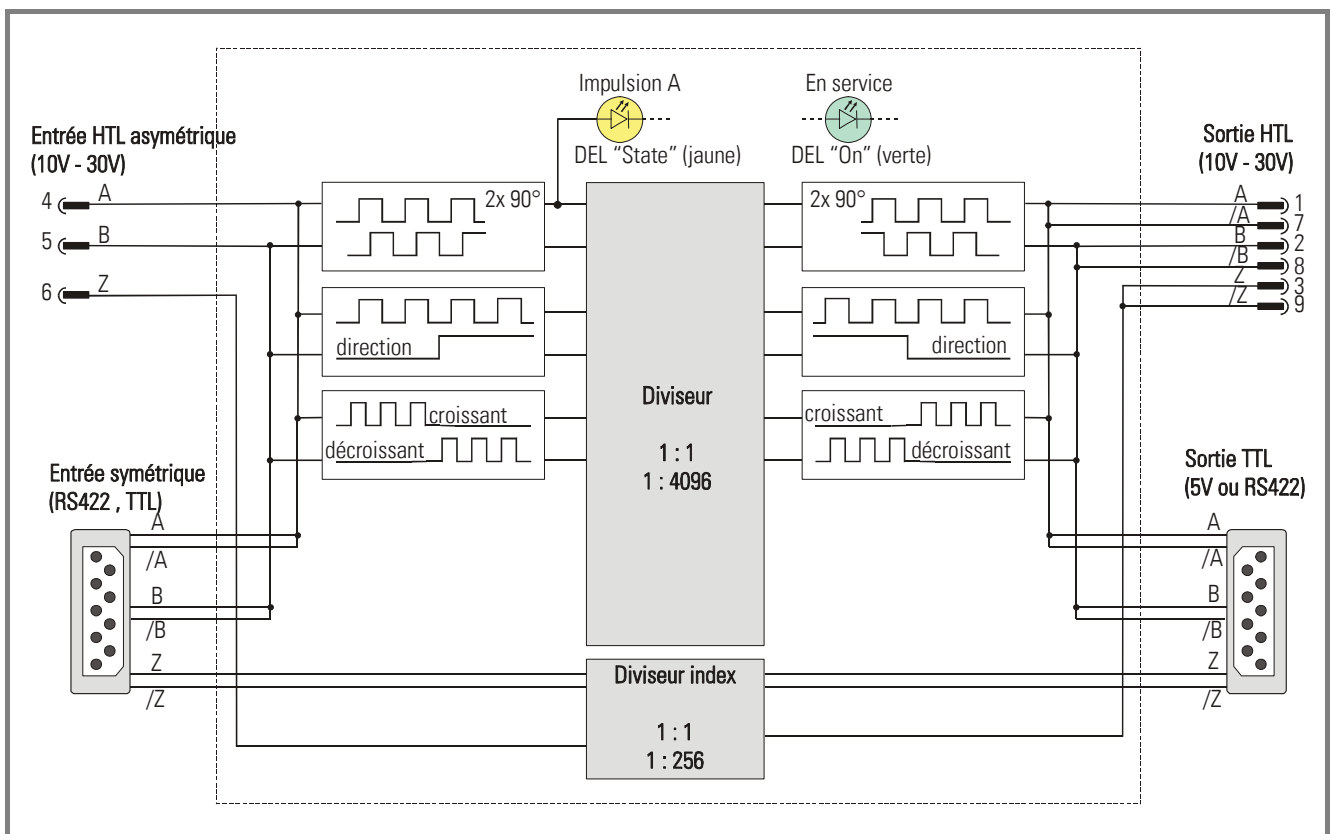 Impulsion A
En service
DEL "State" (jaune)
DEL "On" (verte)
Entrée HTL asymétrique
(10V - 30V)
4 A
5 B
6 Z
2x 90°
direction
croissant
décroissant
Entrée symétrique
(RS422 , TTL)
A
/A
B
/B
Z
/Z
Diviseur
1 : 1
1 : 4096
Diviseur index
1 : 1
1 : 256
2x 90°
direction
croissant
décroissant
Sortie HTL
(10V - 30V)
A 1
/A 7
B 2
/B 8
Z 3
/Z 9
Sortie TTL
(5V ou RS422)
A
/A
B
/B
Z
/Z